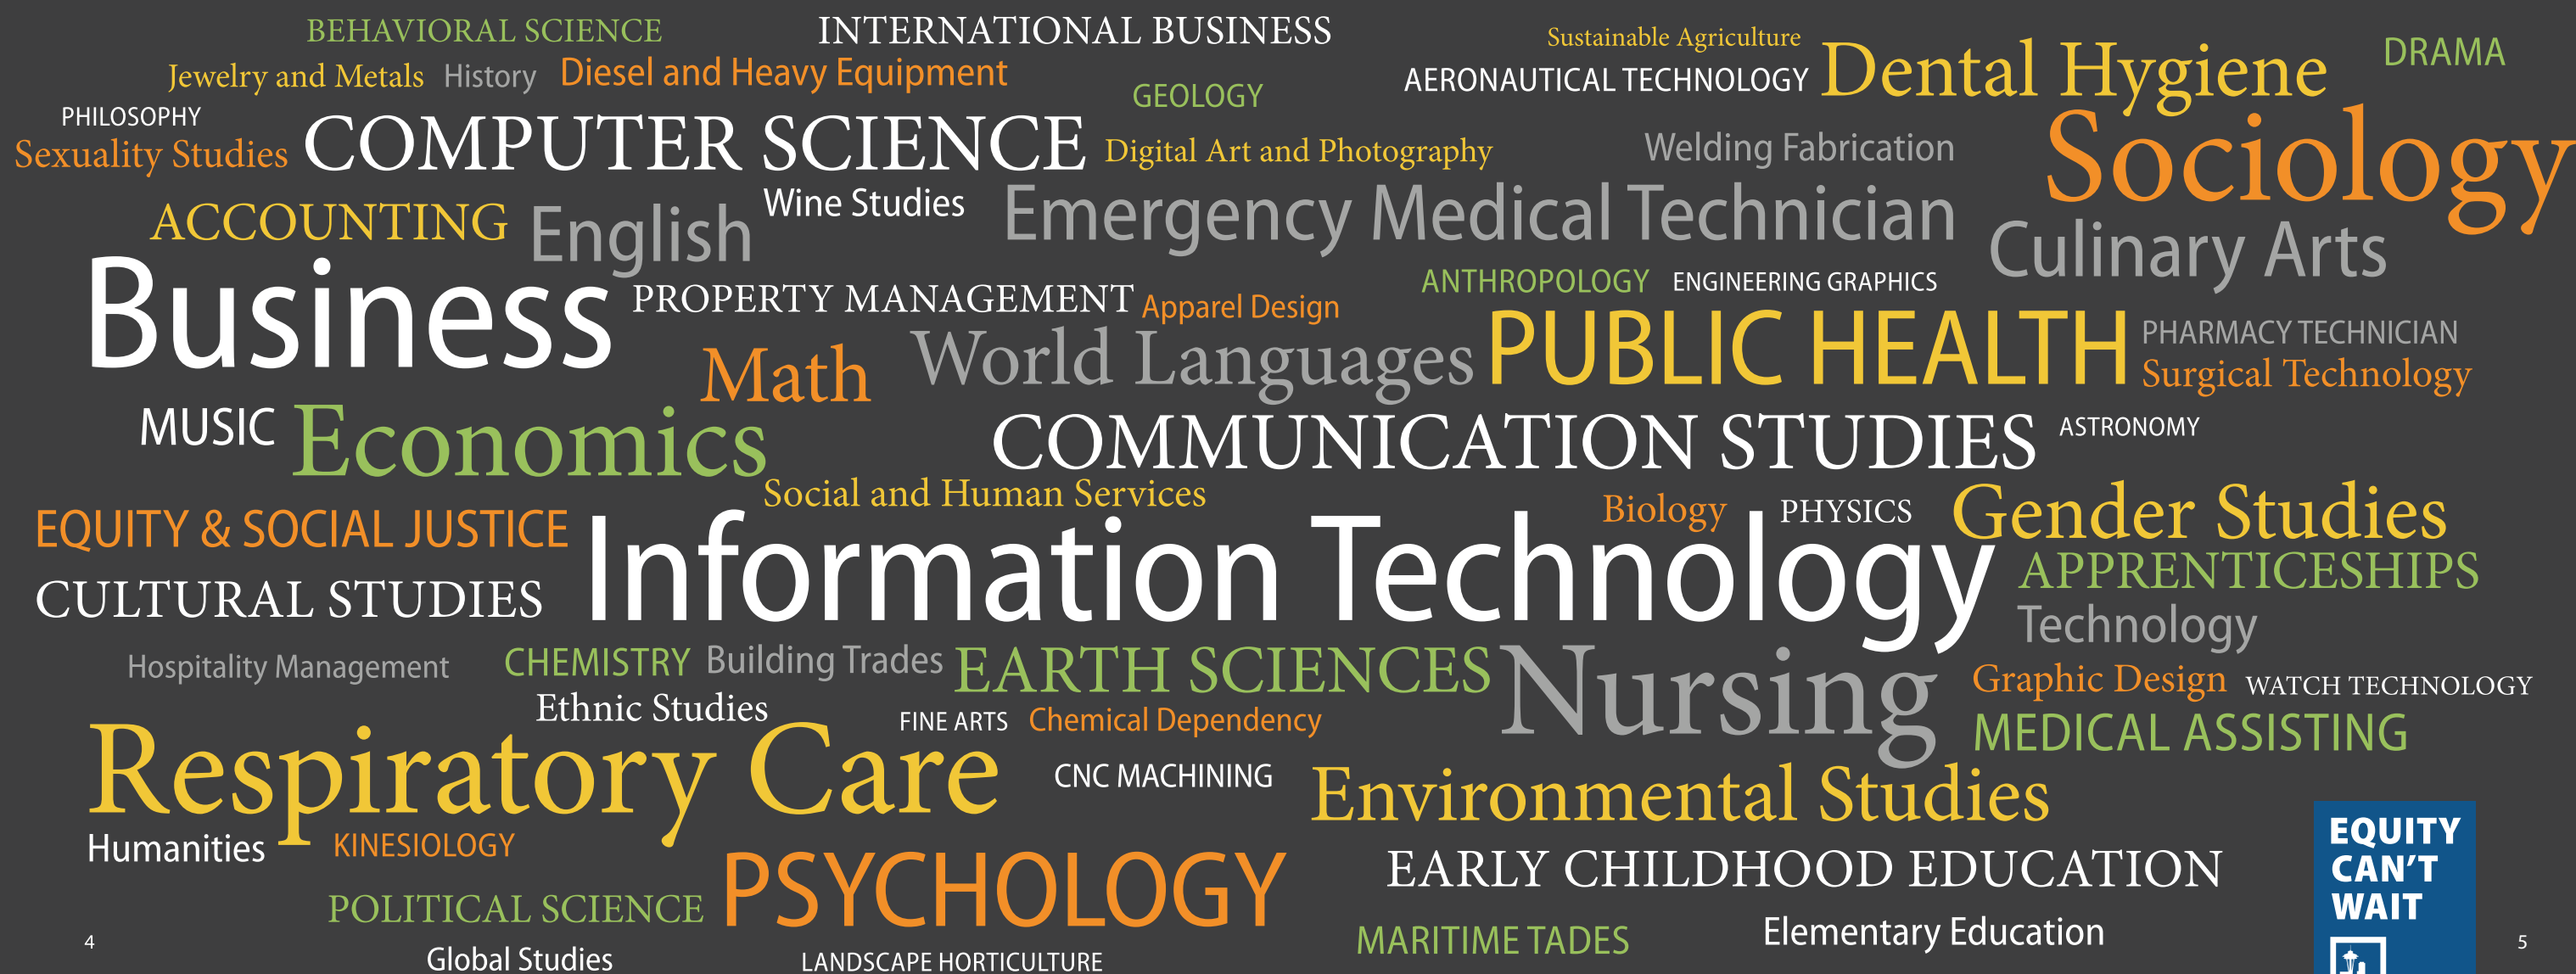 BEHAVIORAL SCIENCE
INTERNATIONAL BUSINESS
Sustainable Agriculture
DRAMA
Jewelry and Metals
History
Diesel and Heavy Equipment
GEOLOGY
AERONAUTICAL TECHNOLOGY
Dental Hygiene
PHILOSOPHY
Sexuality Studies
COMPUTER SCIENCE
Digital Art and Photography
Welding Fabrication
Sociology
ACCOUNTING
English
Wine Studies
Emergency Medical Technician
Culinary Arts
Business
PROPERTY MANAGEMENT
Apparel Design
ANTHROPOLOGY
ENGINEERING GRAPHICS
Math
World Languages
PUBLIC HEALTH
PHARMACY TECHNICIAN
Surgical Technology
MUSIC
Economics
COMMUNICATION STUDIES
ASTRONOMY
Social and Human Services
EQUITY & SOCIAL JUSTICE
Information Technology
Biology
PHYSICS
Gender Studies
CULTURAL STUDIES
APPRENTICESHIPS
Technology
Hospitality Management
CHEMISTRY
Building Trades
EARTH SCIENCES
Nursing
Graphic Design
WATCH TECHNOLOGY
Ethnic Studies
FINE ARTS
Chemical Dependency
MEDICAL ASSISTING
Respiratory Care
CNC MACHINING
Environmental Studies
Humanities
KINESIOLOGY
PSYCHOLOGY
EARLY CHILDHOOD EDUCATION
EQUITY
CAN'T
WAIT
POLITICAL SCIENCE
MARITIME TADES
Elementary Education
4
Global Studies
LANDSCAPE HORTICULTURE
5